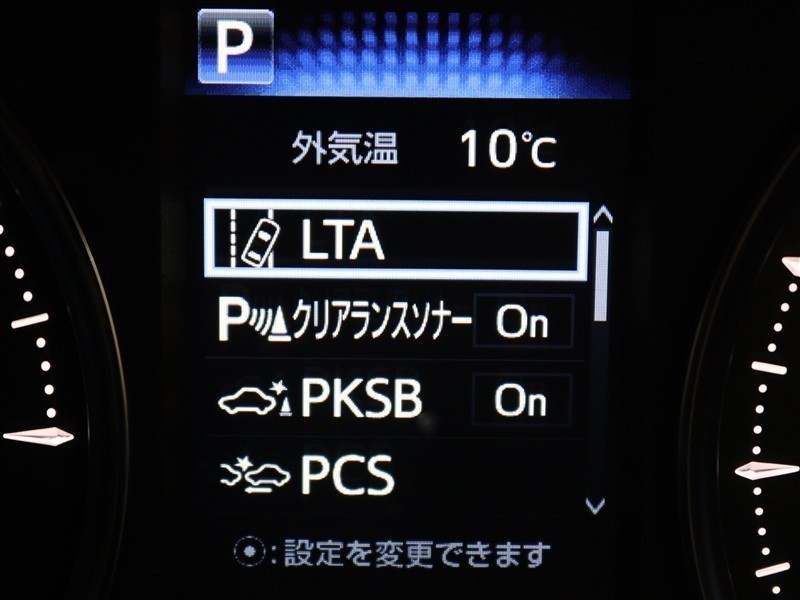 P
外気温 10℃
LTA
Pクリアランスソナー On
PKSB On
PCS
:設定を変更できます